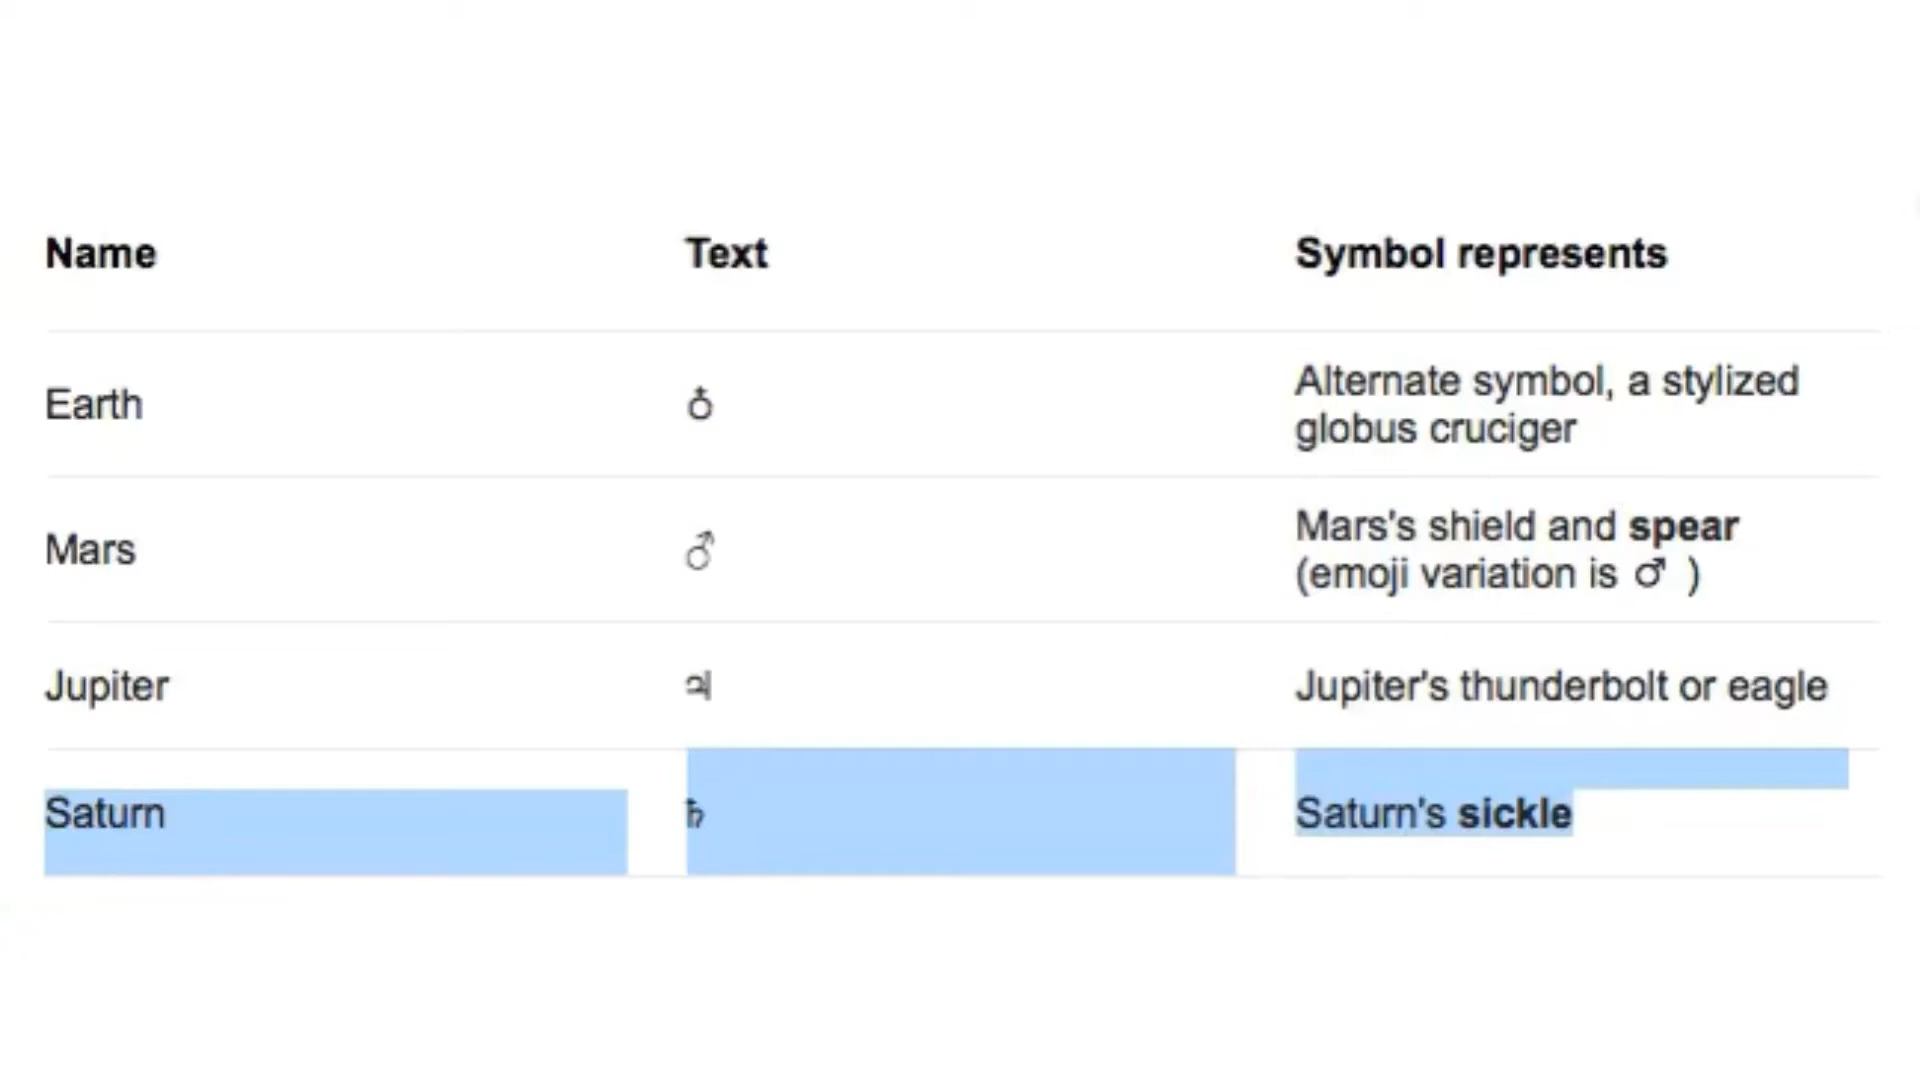 Name Text Symbol represents
Earth ♁ Alternate symbol, a stylized
globus cruciger
Mars ♂ Mars's shield and spear
(emoji variation is ♂ )
Jupiter ♃ Jupiter's thunderbolt or eagle
Saturn ♄ Saturn's sickle